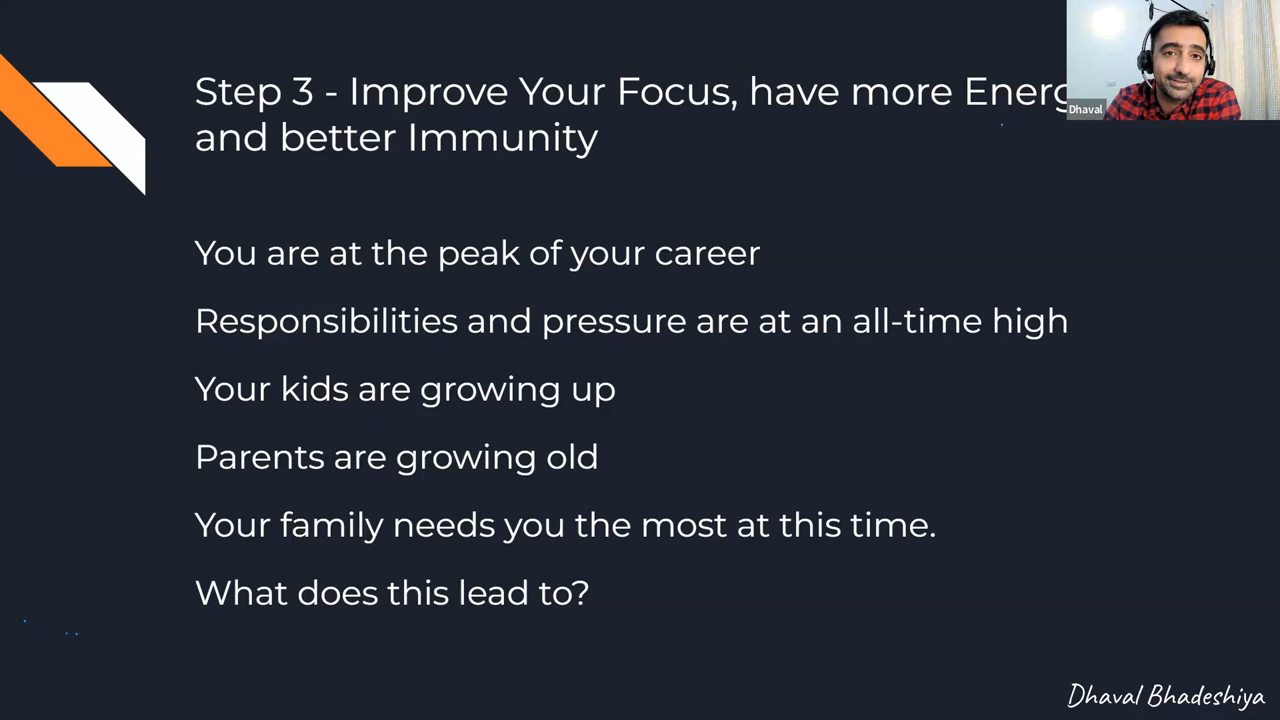 Step 3 - Improve Your Focus, have more
and better Immunity
Dhaval
You are at the peak of your career
Responsibilities and pressure are at an all-time high
Your kids are growing up
Parents are growing old
Your family needs you the most at this time.
What does this lead to?
Dhaval Bhadeshiya